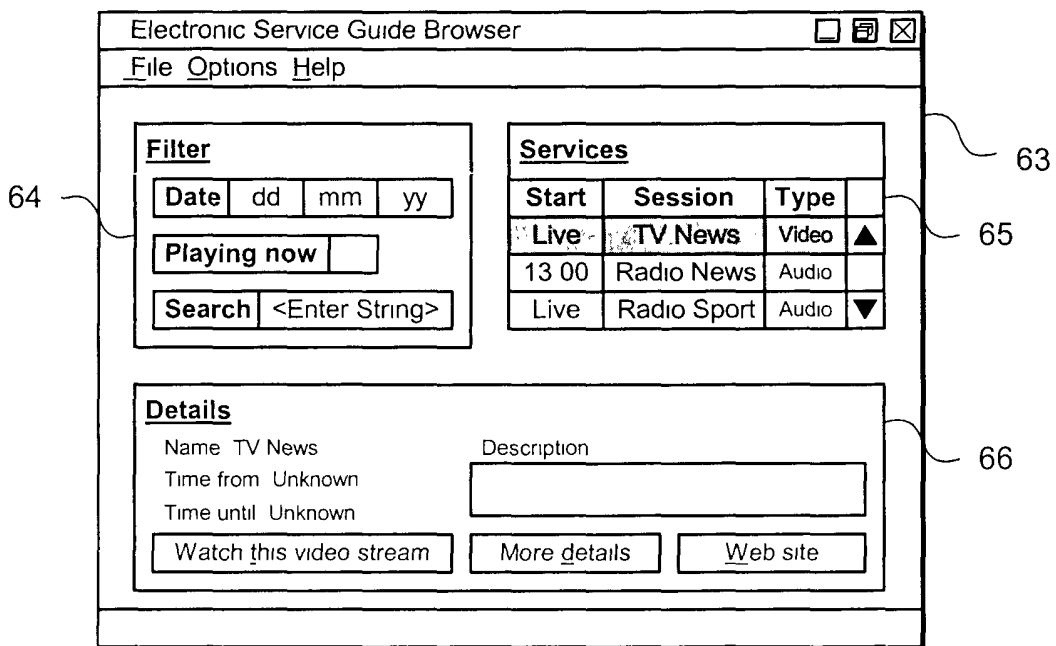 Electronic Service Guide Browser
File Options Help
63
64
Filter
Date dd mm yy
Playing now
Search <Enter String>
Services
Start Session Type
Live TV News Video
13 00 Radio News Audio
Live Radio Sport Audio
65
Details
Name TV News
Time from Unknown
Time until Unknown
Description
Watch this video stream More details Web site
66